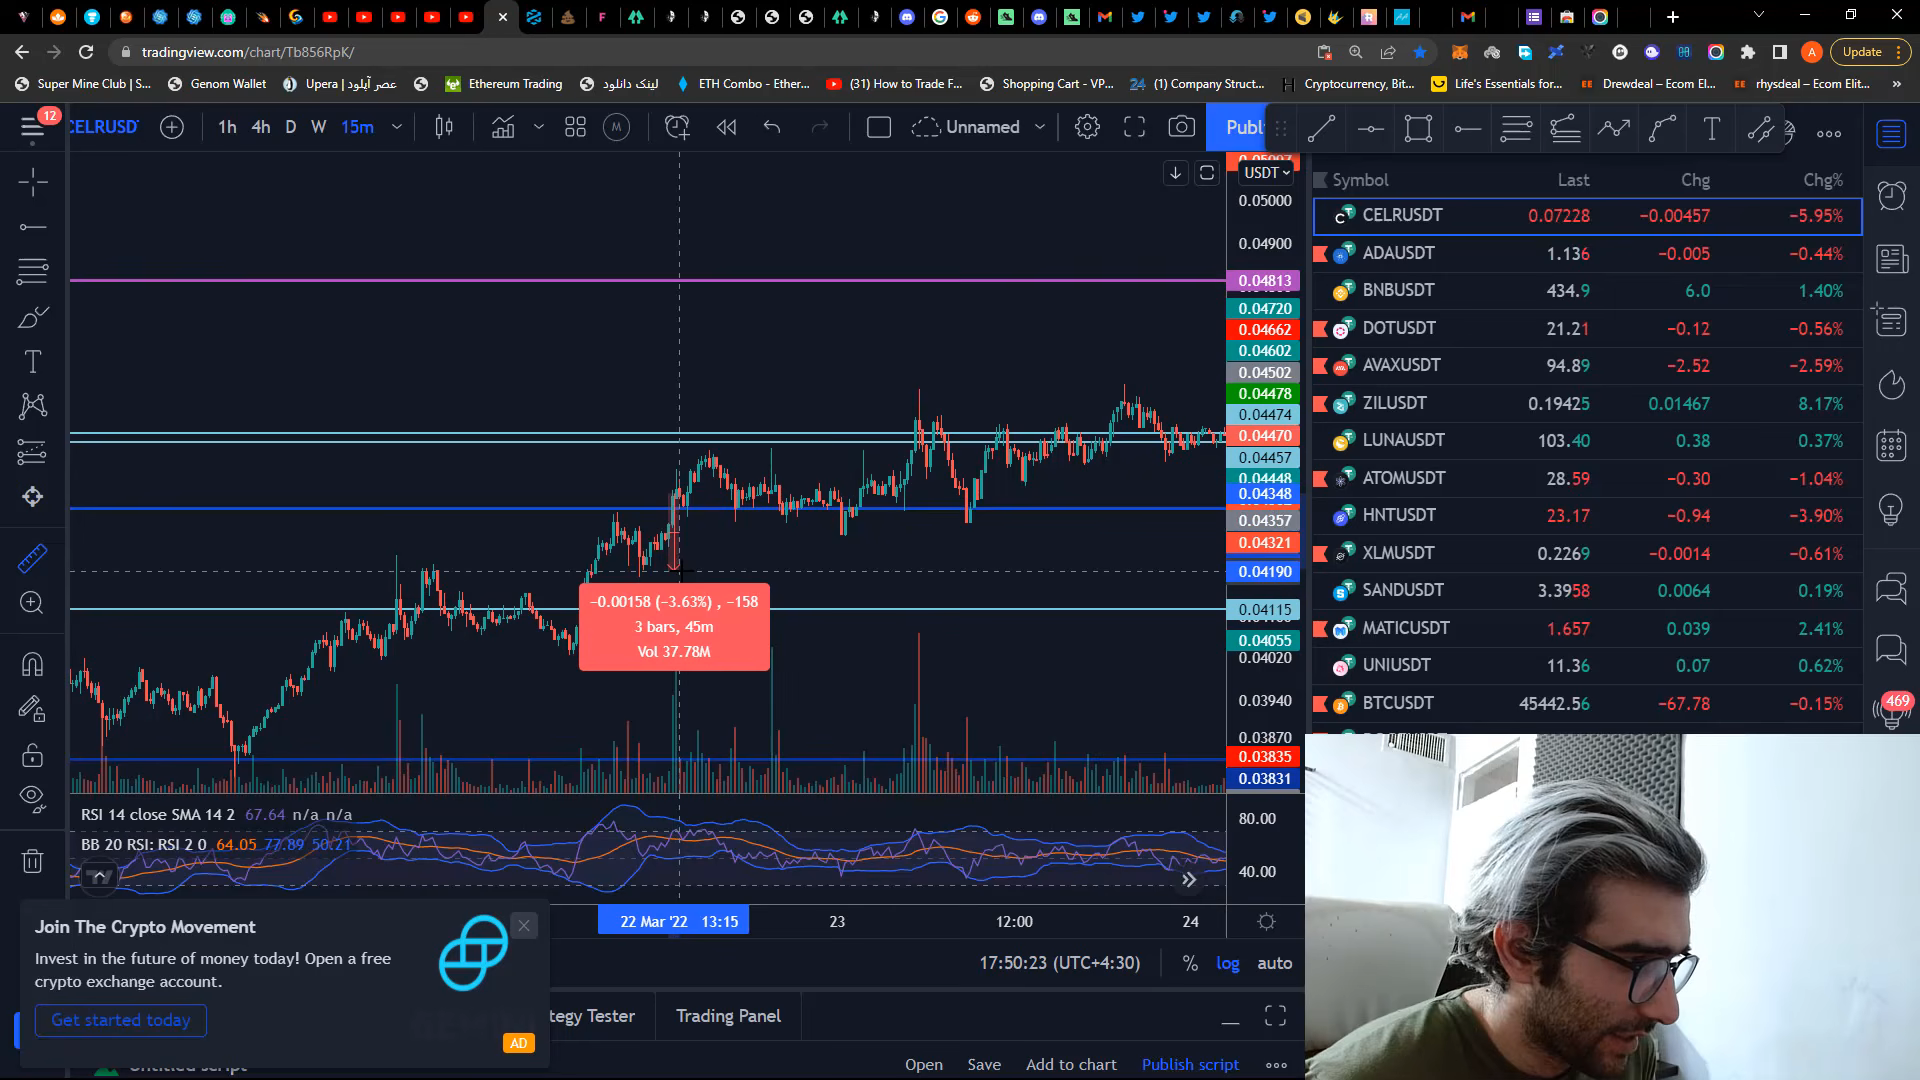 Update
tradingview.com/chart/Tb856RpK/
Super Mine Club | S...
Genom Wallet
Upera | عصر آپلود
Ethereum Trading
لینک دانلود
ETH Combo - Ether...
(31) How to Trade F...
Shopping Cart - VP...
24 (1) Company Struct...
Cryptocurrency, Bit...
Life's Essentials for...
EE Drewdeal – Ecom El...
EE rhysdeal – Ecom Elit...
12
CELRUSD
1h 4h D W 15m
M
Unnamed
Publ
USDT
0.05000
0.04900
0.04813
0.04720
0.04662
0.04602
0.04502
0.04478
0.04474
0.04470
0.04457
0.04448
0.04348
0.04357
0.04321
0.04190
0.04115
0.04055
0.04020
0.03940
0.03870
0.03835
0.03831
80.00
40.00
−0.00158 (−3.63%) , −158
3 bars, 45m
Vol 37.78M
RSI 14 close SMA 14 2 67.64 n/a n/a
BB 20 RSI: RSI 2 0 64.05 77.89 50.21
22 Mar '22 13:15
23
12:00
24
17:50:23 (UTC+4:30)
% log auto
Join The Crypto Movement
Invest in the future of money today! Open a free
crypto exchange account.
Get started today
AD
tegy Tester
Trading Panel
Open Save Add to chart Publish script
Symbol Last Chg Chg%
CELRUSDT 0.07228 −0.00457 −5.95%
ADAUSDT 1.136 −0.005 −0.44%
BNBUSDT 434.9 6.0 1.40%
DOTUSDT 21.21 −0.12 −0.56%
AVAXUSDT 94.89 −2.52 −2.59%
ZILUSDT 0.19425 0.01467 8.17%
LUNAUSDT 103.40 0.38 0.37%
ATOMUSDT 28.59 −0.30 −1.04%
HNTUSDT 23.17 −0.94 −3.90%
XLMUSDT 0.2269 −0.0014 −0.61%
SANDUSDT 3.3958 0.0064 0.19%
MATICUSDT 1.657 0.039 2.41%
UNIUSDT 11.36 0.07 0.62%
BTCUSDT 45442.56 −67.78 −0.15%
469